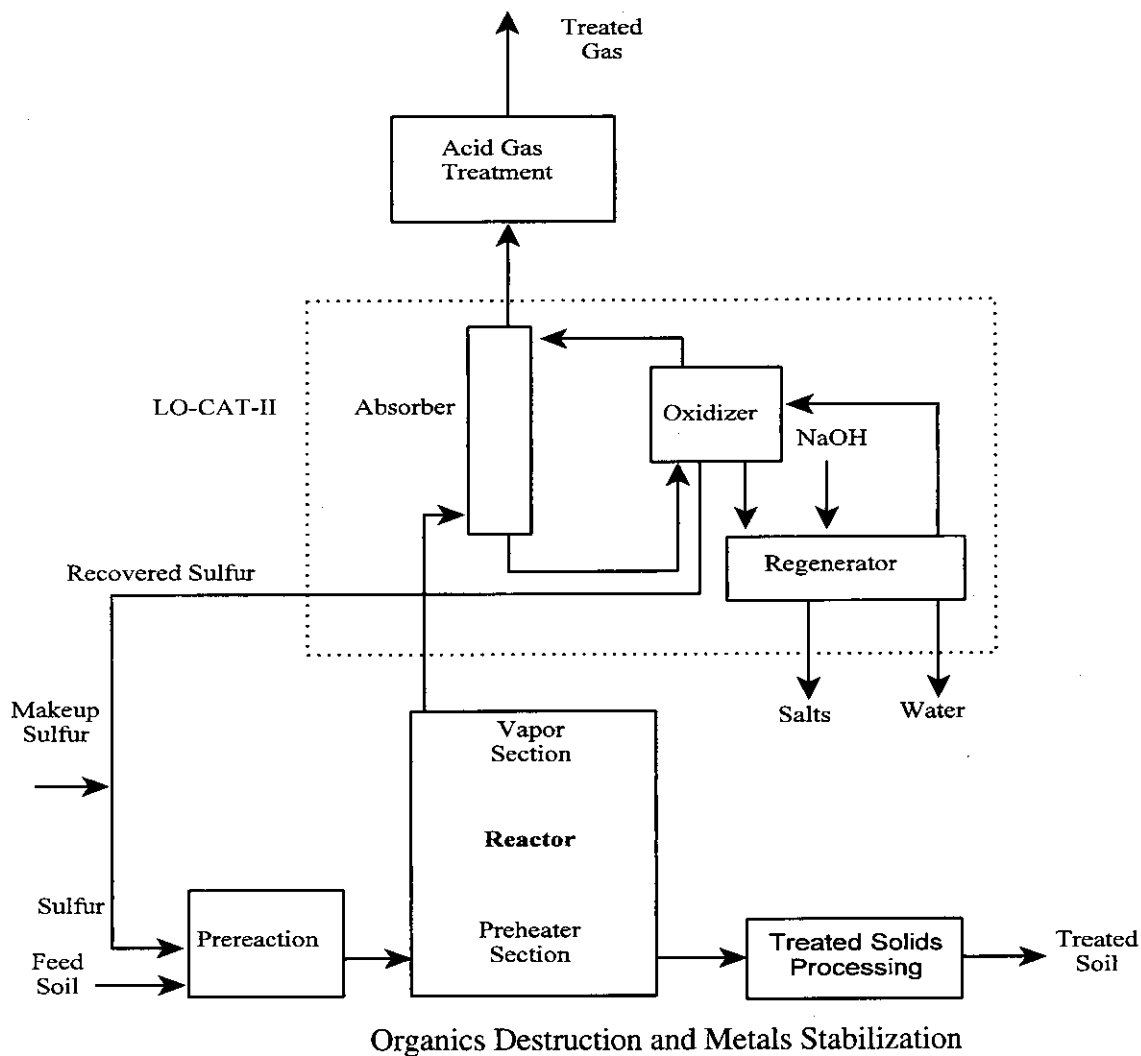 Treated
Gas
Acid Gas
Treatment
LO-CAT-II
Absorber
Oxidizer
NaOH
Regenerator
Recovered Sulfur
Salts
Water
Makeup
Sulfur
Vapor
Section
Reactor
Sulfur
Feed
Soil
Prereaction
Preheater
Section
Treated Solids
Processing
Treated
Soil
Organics Destruction and Metals Stabilization